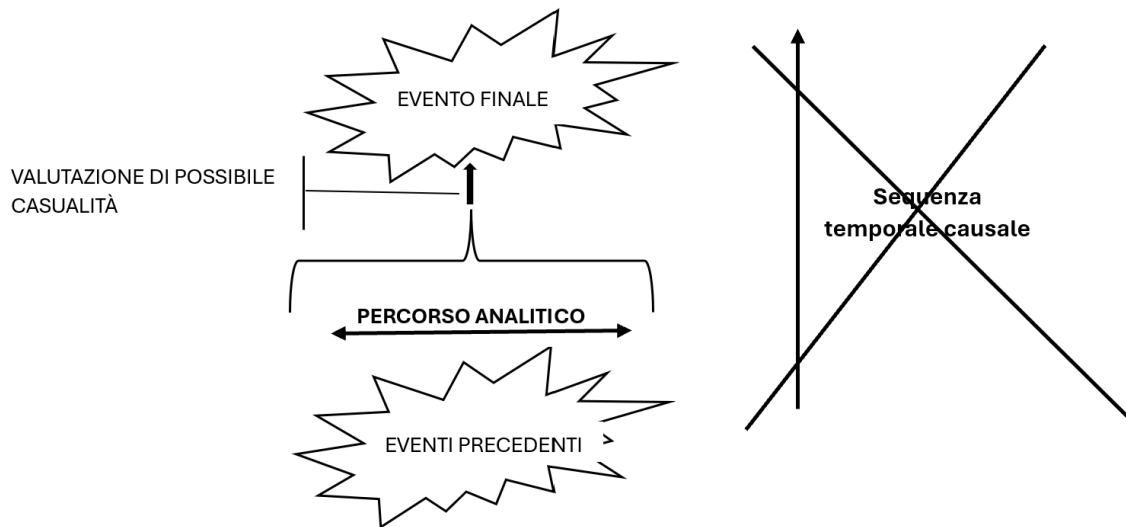 EVENTO FINALE
VALUTAZIONE DI POSSIBILE
CASUALITÀ
Sequenza
temporale causale
PERCORSO ANALITICO
EVENTI PRECEDENTI